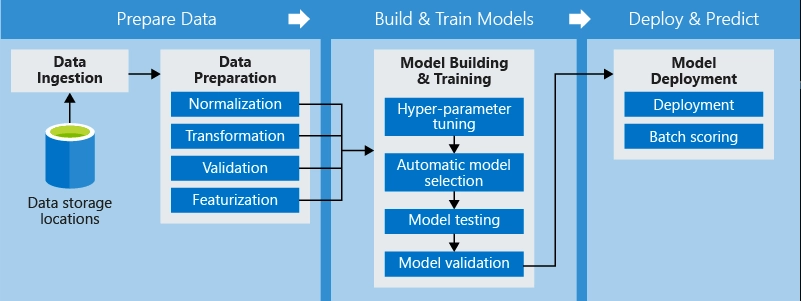 Prepare Data
Build & Train Models
Deploy & Predict
Data
Ingestion
Data storage
locations
Data
Preparation
Normalization
Transformation
Validation
Featurization
Model Building
& Training
Hyper-parameter
tuning
Automatic model
selection
Model testing
Model validation
Model
Deployment
Deployment
Batch scoring